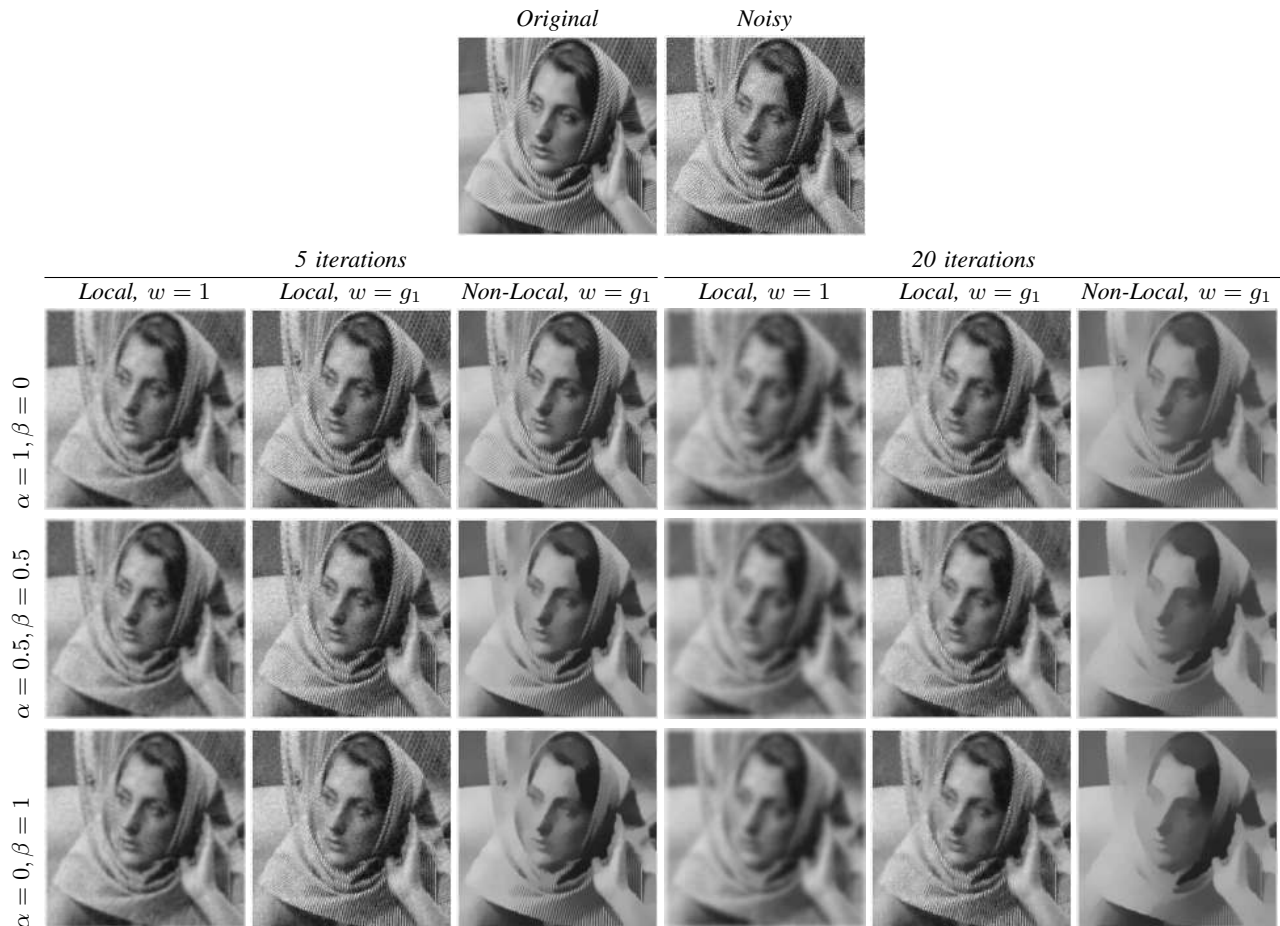 Original Noisy
5 iterations 20 iterations
Local, w = 1 Local, w = g₁ Non-Local, w = g₁ Local, w = 1 Local, w = g₁ Non-Local, w = g₁
α = 1, β = 0
α = 0.5, β = 0.5
α = 0, β = 1